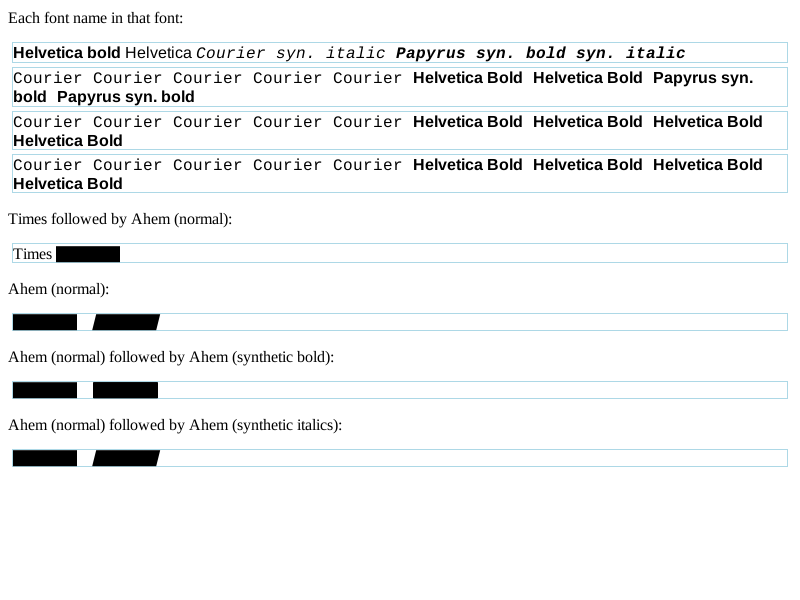 Each font name in that font:
Helvetica bold Helvetica Courier syn. italic Papyrus syn. bold syn. italic
Courier Courier Courier Courier Courier Courier Helvetica Bold Helvetica Bold Papyrus syn.
bold Papyrus syn. bold
Courier Courier Courier Courier Courier Courier Helvetica Bold Helvetica Bold Helvetica Bold
Helvetica Bold
Courier Courier Courier Courier Courier Courier Helvetica Bold Helvetica Bold Helvetica Bold
Helvetica Bold
Times followed by Ahem (normal):
Times
Ahem (normal):
Ahem (normal) followed by Ahem (synthetic bold):
Ahem (normal) followed by Ahem (synthetic italics):